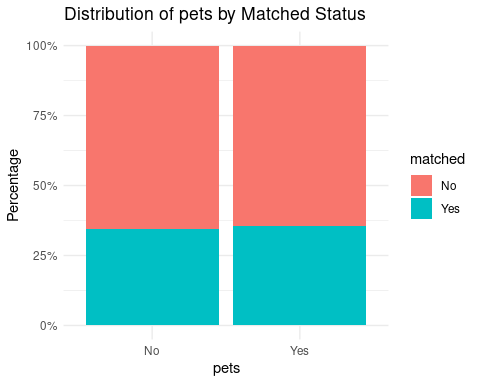 Distribution of pets by Matched Status
100%
75%
50%
25%
0%
Percentage
No
Yes
pets
matched
No
Yes